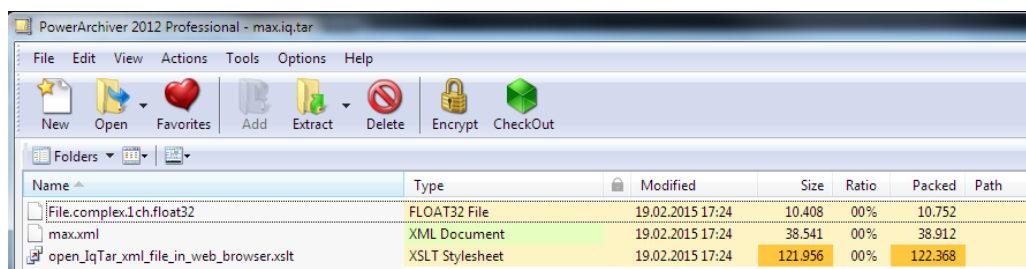 PowerArchiver 2012 Professional - max.iq.tar
File Edit View Actions Tools Options Help
New Open Favorites Add Extract Delete Encrypt CheckOut
Folders
Name Type Modified Size Ratio Packed Path
File.complex.1ch.float32 FLOAT32 File 19.02.2015 17:24 10.408 00% 10.752
max.xml XML Document 19.02.2015 17:24 38.541 00% 38.912
open_IqTar_xml_file_in_web_browser.xslt XSLT Stylesheet 19.02.2015 17:24 121.956 00% 122.368